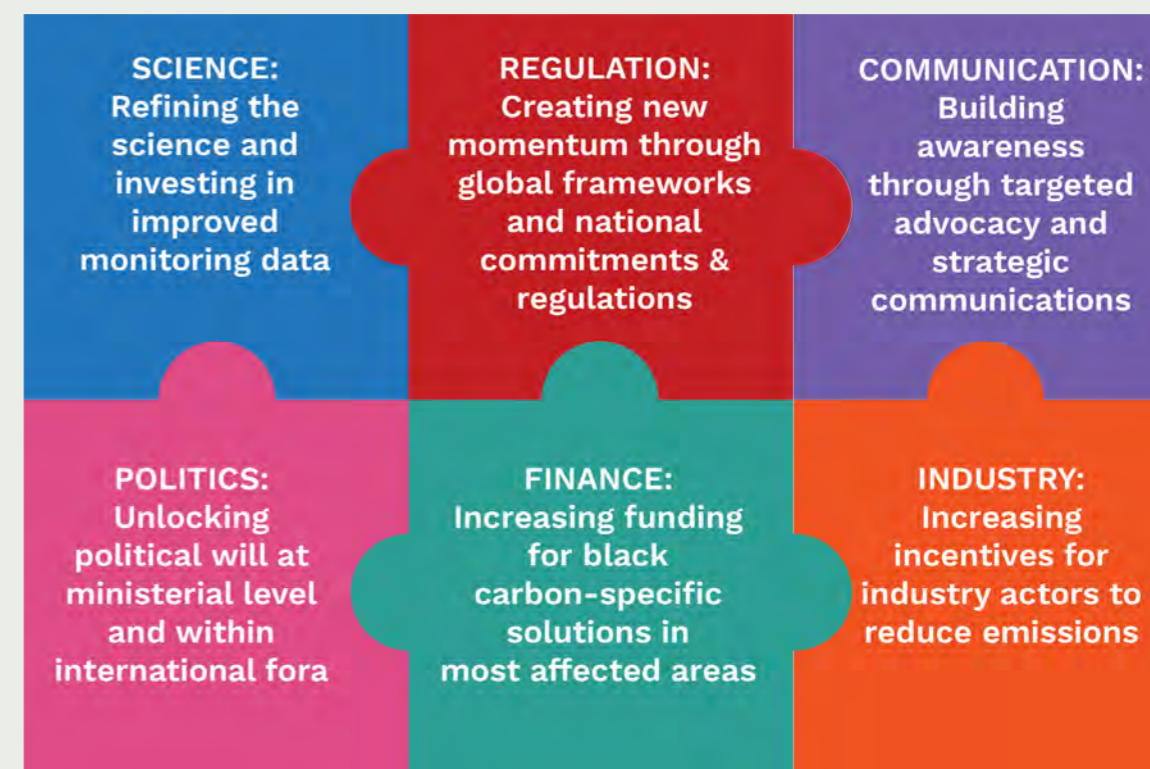 SCIENCE:
Refining the
science and
investing in
improved
monitoring data
REGULATION:
Creating new
momentum through
global frameworks
and national
commitments &
regulations
COMMUNICATION:
Building
awareness
through targeted
advocacy and
strategic
communications
POLITICS:
Unlocking
political will at
ministerial level
and within
international fora
FINANCE:
Increasing funding
for black
carbon-specific
solutions in
most affected areas
INDUSTRY:
Increasing
incentives for
industry actors to
reduce emissions